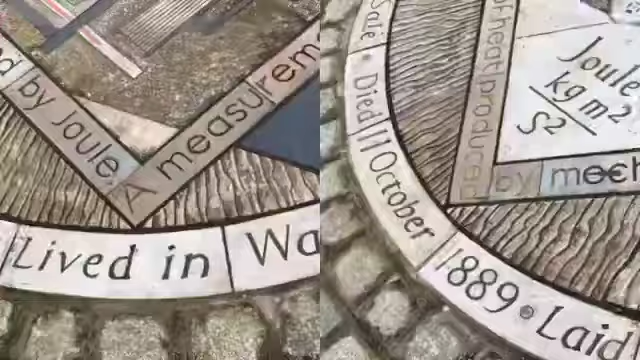 by Joule,
A measurem
Lived in Wa
Sale • Died 11 October
1889 • Laid
of heat produced
by mech
Joule
kg m²
s²